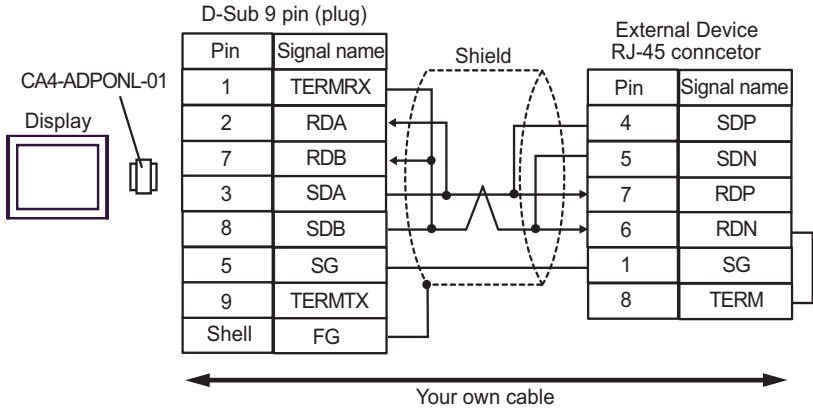 D-Sub 9 pin (plug)
External Device
RJ-45 conncetor
Shield
CA4-ADPONL-01
Display
Pin Signal name
1 TERMRX
2 RDA
7 RDB
3 SDA
8 SDB
5 SG
9 TERMTX
Shell FG
Pin Signal name
4 SDP
5 SDN
7 RDP
6 RDN
1 SG
8 TERM
Your own cable